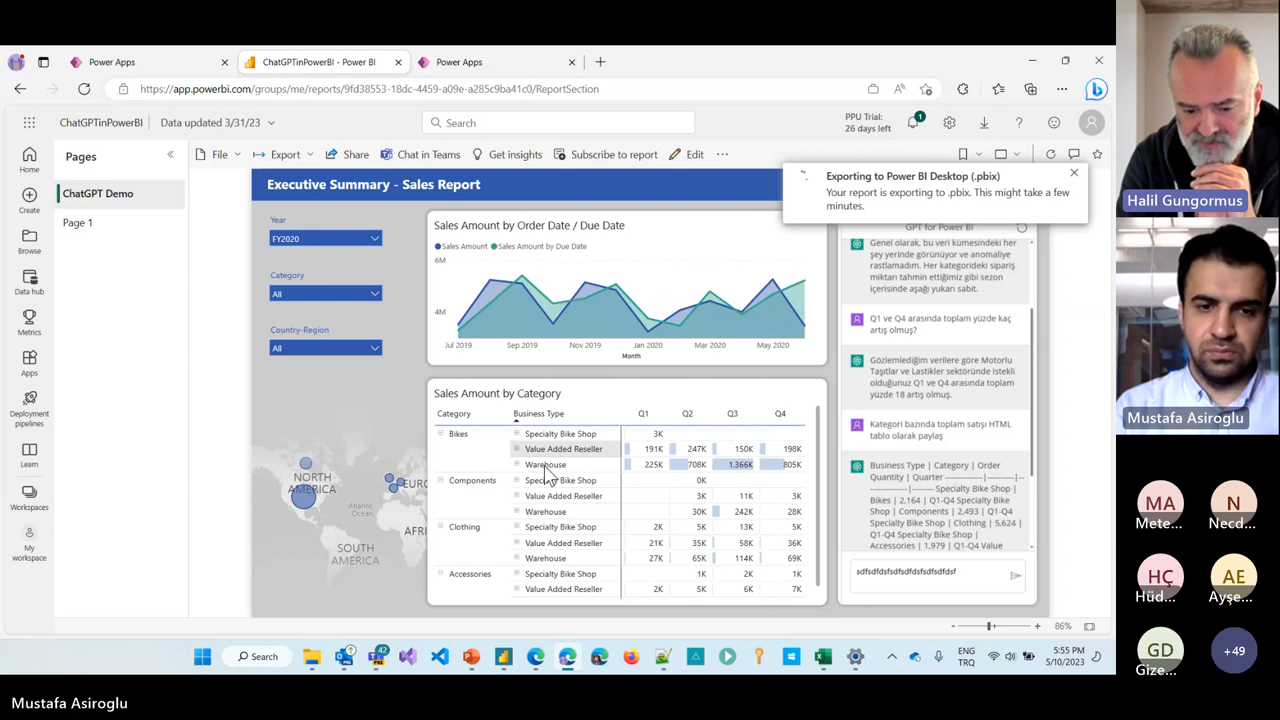 Power Apps
ChatGPTinPowerBI - Power BI
Power Apps
https://app.powerbi.com/groups/me/reports/9fd38553-18dc-4459-a09e-a285c9ba41c0/ReportSection
ChatGPTinPowerBI
Data updated 3/31/23
Search
PPU Trial:
26 days left
1
Home
Create
Browse
Data hub
Metrics
Apps
Deployment
pipelines
Learn
Workspaces
My
workspace
Pages
ChatGPT Demo
Page 1
File
Export
Share
Chat in Teams
Get insights
Subscribe to report
Edit
Exporting to Power BI Desktop (.pbix)
Your report is exporting to .pbix. This might take a few
minutes.
Executive Summary - Sales Report
Year
FY2020
Category
All
Country-Region
All
NORTH
AMERICA
EURO
Atlantic
Ocean
AFRI
SOUTH
AMERICA
Sales Amount by Order Date / Due Date
Sales Amount Sales Amount by Due Date
6M
4M
Jul 2019 Sep 2019 Nov 2019 Jan 2020 Mar 2020 May 2020
Month
Sales Amount by Category
Category Business Type Q1 Q2 Q3 Q4
Bikes Specialty Bike Shop 3K
Value Added Reseller 191K 247K 150K 198K
Warehouse 225K 708K 1.366K 805K
Components Specialty Bike Shop 0K
Value Added Reseller 3K 11K 3K
Warehouse 30K 242K 28K
Clothing Specialty Bike Shop 2K 5K 13K 5K
Value Added Reseller 21K 35K 58K 36K
Warehouse 27K 65K 114K 69K
Accessories Specialty Bike Shop 1K 2K 1K
Value Added Reseller 2K 5K 6K 7K
GPT for Power BI
Genel olarak, bu veri kümesindeki her
şey yerinde görünüyor ve anomaliye
rastlamadım. Her kategorideki sipariş
miktarı tahmin ettiğimiz gibi sezon
içerisinde aşağı yukarı sabit.
Q1 ve Q4 arasında toplam yüzde kaç
artış olmuş?
Gözlemlediğim verilere göre Motorlu
Taşıtlar ve Lastikler sektöründe istekli
olduğunuz Q1 ve Q4 arasında toplam
yüzde 18 artış olmuş.
Kategori bazında toplam satışı HTML
tablo olarak paylaş
Business Type | Category | Order
Quantity | Quarter
Specialty Bike Shop |
Bikes | 2,164 | Q1-Q4 Specialty Bike
Shop | Components | 2,493 | Q1-Q4
Specialty Bike Shop | Clothing | 5,624 |
Q1-Q4 Specialty Bike Shop |
Accessories | 1,979 | Q1-Q4 Value
sdfsdfdsfsdfsdfdsfsdfsdfdsf
86%
Search
42
ENG
TRQ
5:55 PM
5/10/2023
Halil Gungormus
Mustafa Asiroglu
MA
Mete...
N
Necd...
HÇ
Hüd...
AE
Ayşe...
GD
Gize...
+49
Mustafa Asiroglu